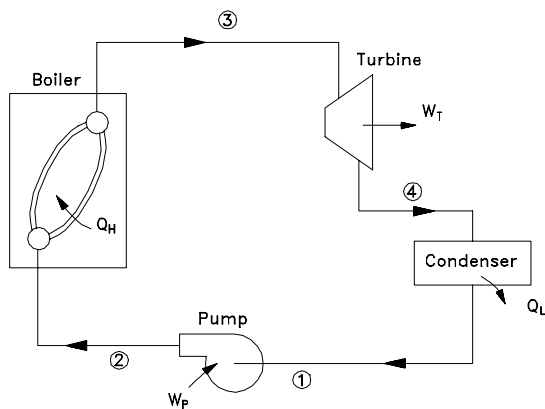 ③
Boiler
Turbine
W_T
④
Q_H
Condenser
Q_L
Pump
②
①
W_P